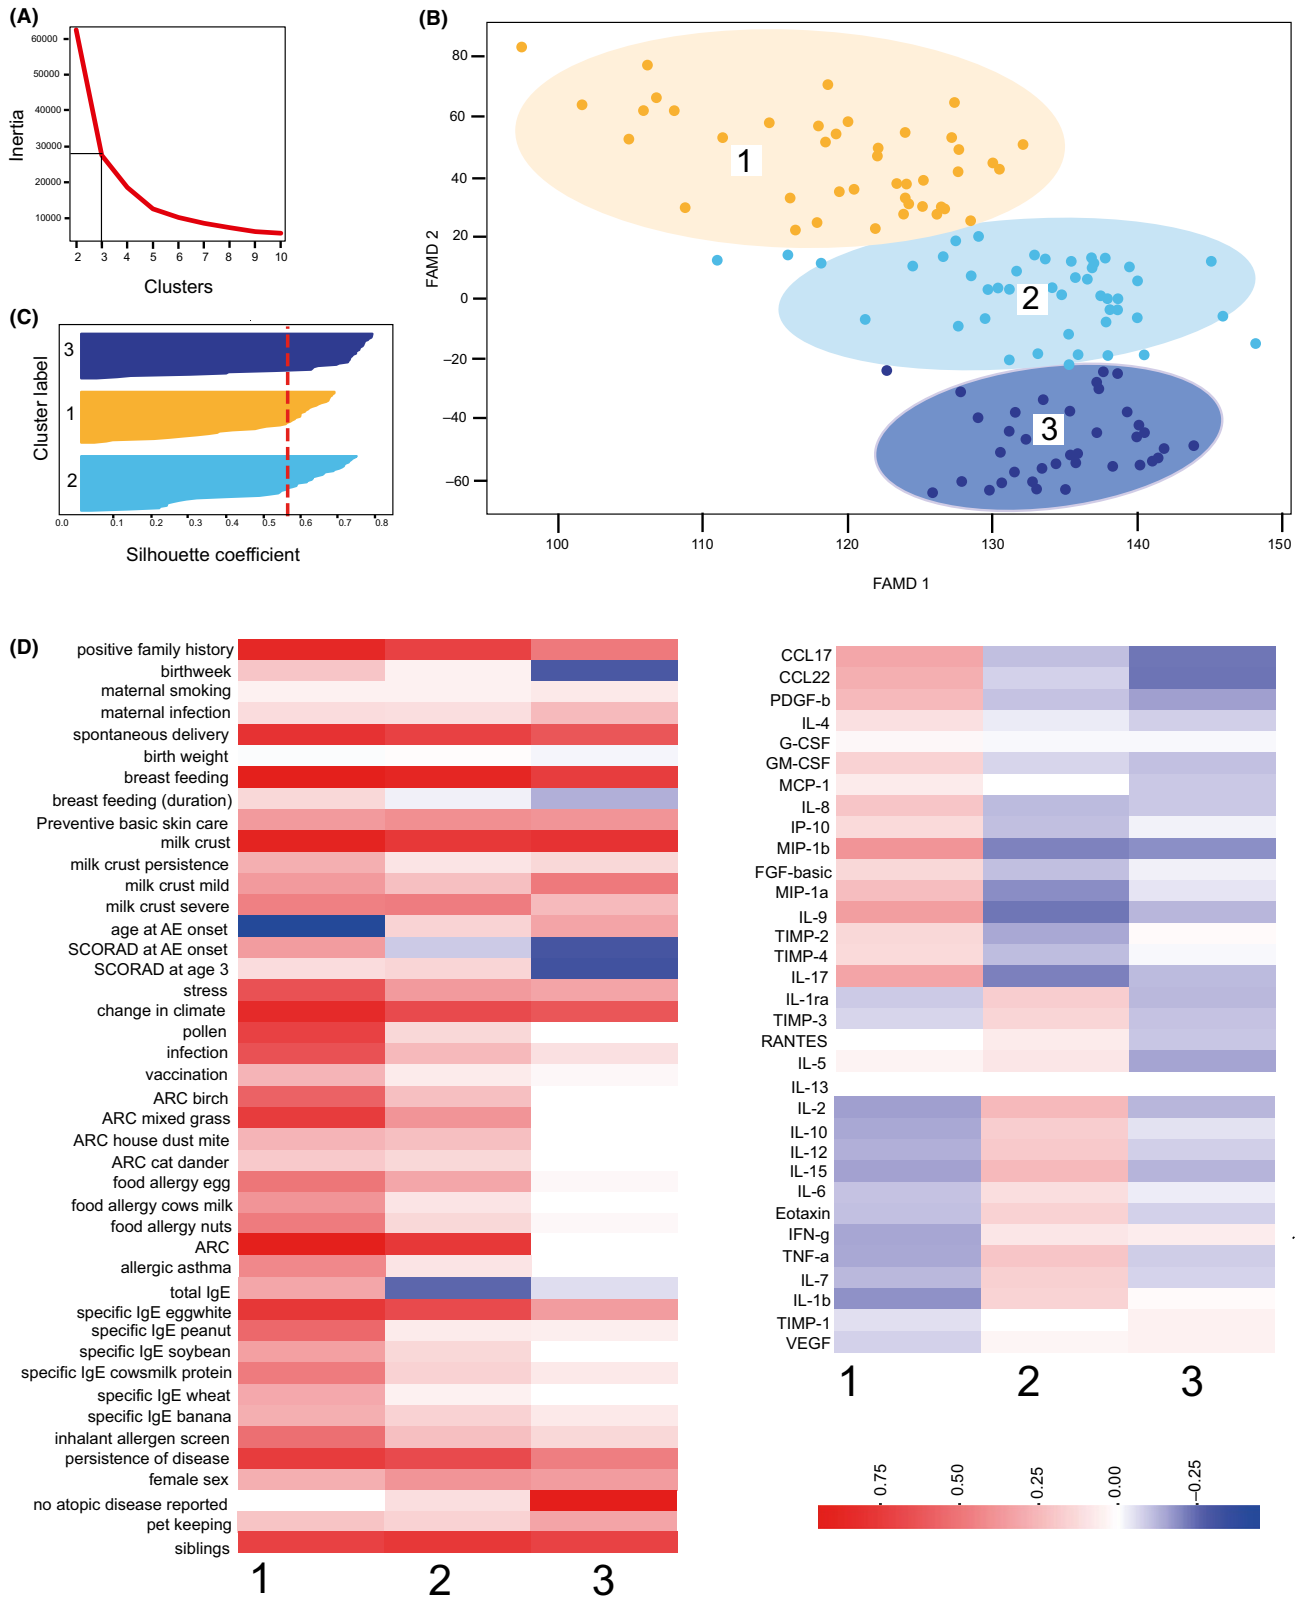 (A)
60000
50000
40000
30000
20000
10000
Inertia
2 3 4 5 6 7 8 9 10
Clusters
(B)
80
60
40
20
0
−20
−40
−60
FAMD 2
1
2
3
100 110 120 130 140 150
FAMD 1
(C)
Cluster label
3
1
2
0.0 0.1 0.2 0.3 0.4 0.5 0.6 0.7 0.8
Silhouette coefficient
(D)
positive family history
birthweek
maternal smoking
maternal infection
spontaneous delivery
birth weight
breast feeding
breast feeding (duration)
Preventive basic skin care
milk crust
milk crust persistence
milk crust mild
milk crust severe
age at AE onset
SCORAD at AE onset
SCORAD at age 3
stress
change in climate
pollen
infection
vaccination
ARC birch
ARC mixed grass
ARC house dust mite
ARC cat dander
food allergy egg
food allergy cows milk
food allergy nuts
ARC
allergic asthma
total IgE
specific IgE eggwhite
specific IgE peanut
specific IgE soybean
specific IgE cowsmilk protein
specific IgE wheat
specific IgE banana
inhalant allergen screen
persistence of disease
female sex
no atopic disease reported
pet keeping
siblings
1 2 3
CCL17
CCL22
PDGF-b
IL-4
G-CSF
GM-CSF
MCP-1
IL-8
IP-10
MIP-1b
FGF-basic
MIP-1a
IL-9
TIMP-2
TIMP-4
IL-17
IL-1ra
TIMP-3
RANTES
IL-5
IL-13
IL-2
IL-10
IL-12
IL-15
IL-6
Eotaxin
IFN-g
TNF-a
IL-7
IL-1b
TIMP-1
VEGF
1 2 3
0.75 0.50 0.25 0.00 −0.25